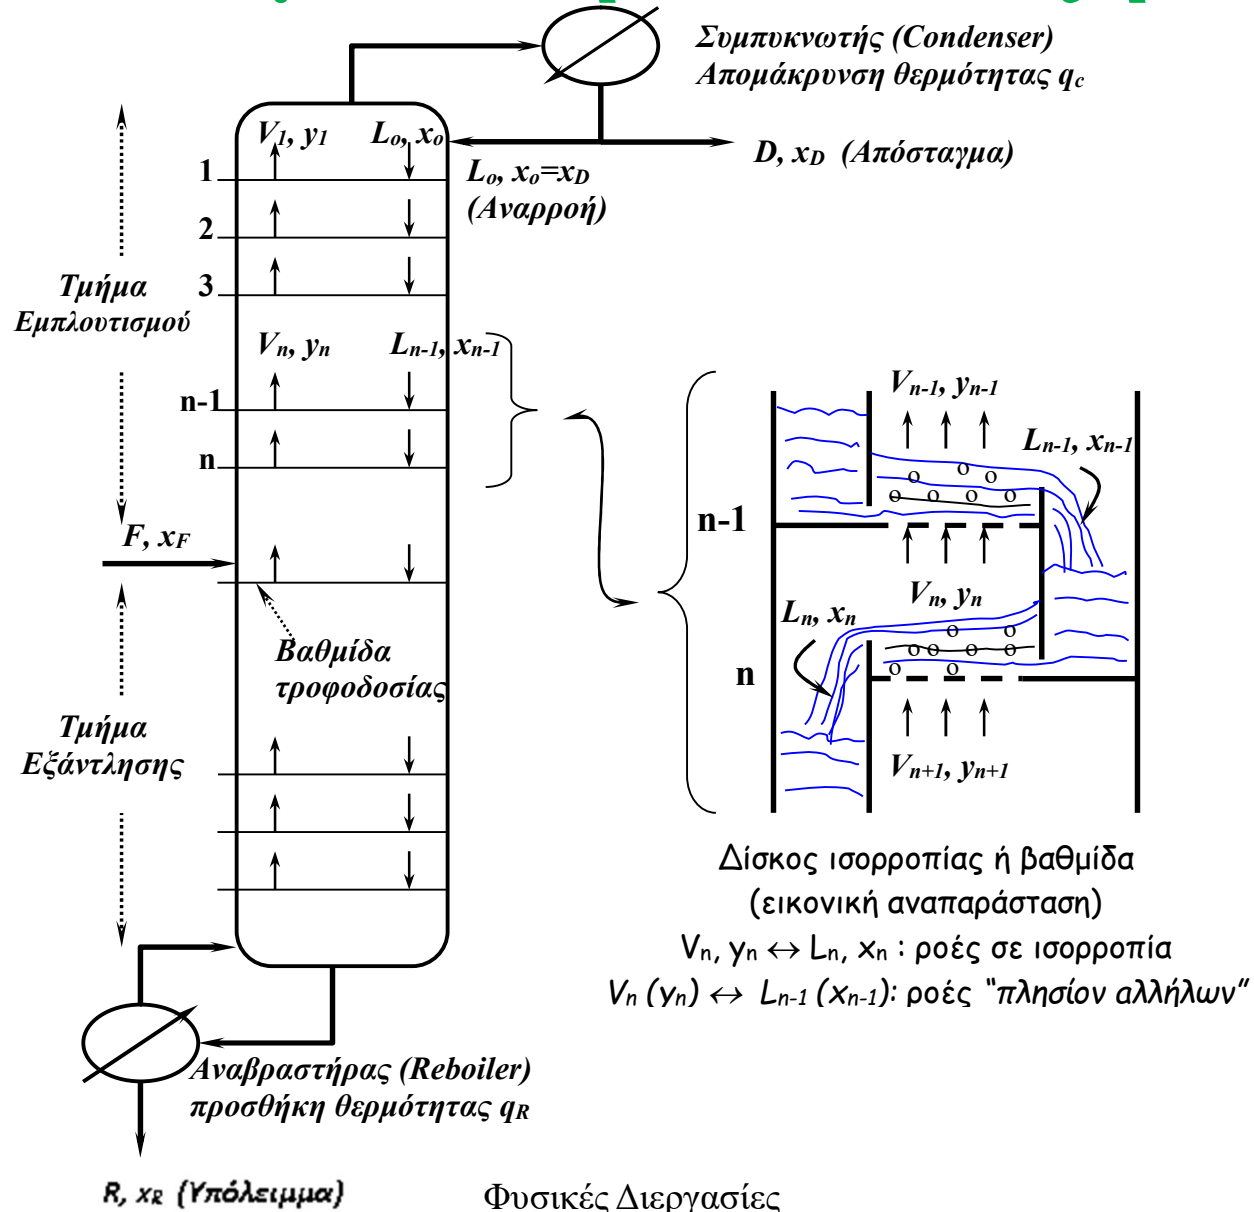 Συμπυκνωτής (Condenser)
Απομάκρυνση θερμότητας qc
V1, y1
Lo, xo
D, xD (Απόσταγμα)
1
Lo, xo=xD
(Αναρροή)
2
3
Τμήμα
Εμπλουτισμού
Vn, yn
Ln-1, xn-1
n-1
n
F, xF
Βαθμίδα
τροφοδοσίας
Τμήμα
Εξάντλησης
Vn-1, yn-1
Ln-1, xn-1
n-1
Vn, yn
Ln, xn
n
Vn+1, yn+1
Δίσκος ισορροπίας ή βαθμίδα
(εικονική αναπαράσταση)
Vn, yn ↔ Ln, xn : ροές σε ισορροπία
Vn (yn) ↔ Ln-1 (xn-1): ροές "πλησίον αλλήλων"
Αναβραστήρας (Reboiler)
προσθήκη θερμότητας qR
R, xR (Υπόλειμμα)
Φυσικές Διεργασίες